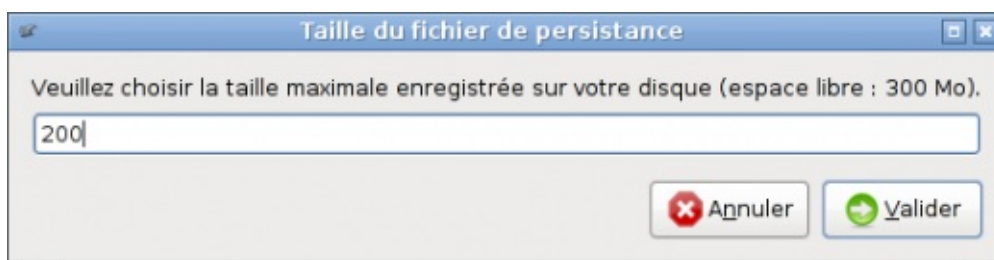 Taille du fichier de persistance
Veuillez choisir la taille maximale enregistrée sur votre disque (espace libre : 300 Mo).
200
Annuler Valider